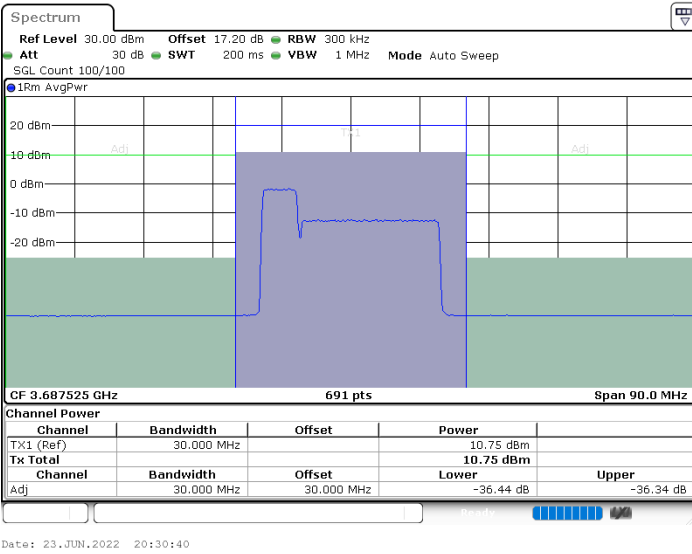 Spectrum
Ref Level 30.00 dBm Offset 17.20 dB RBW 300 kHz
Att 30 dB SWT 200 ms VBW 1 MHz Mode Auto Sweep
SGL Count 100/100
1Rm AvgPwr
20 dBm
TX1
Adj Adj
10 dBm
0 dBm
-10 dBm
-20 dBm
CF 3.687525 GHz 691 pts Span 90.0 MHz
Channel Power
Channel Bandwidth Offset Power
TX1 (Ref) 30.000 MHz 10.75 dBm
Tx Total 10.75 dBm
Channel Bandwidth Offset Lower Upper
Adj 30.000 MHz 30.000 MHz -36.44 dB -36.34 dB
Ready
Date: 23.JUN.2022 20:30:40